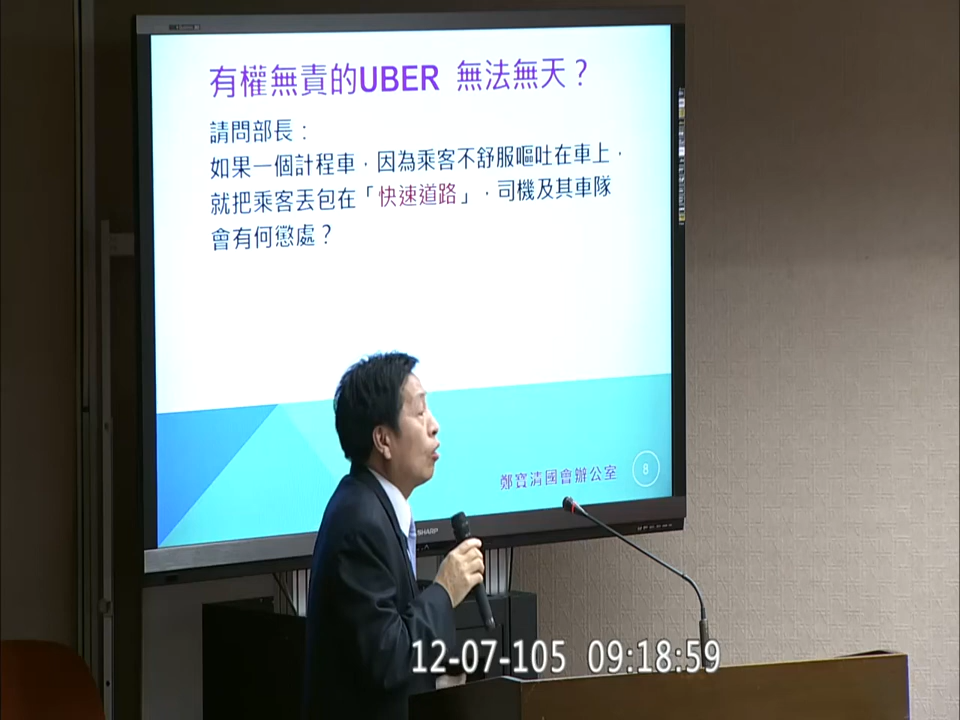 有權無責的UBER 無法無天？
請問部長：
如果一個計程車，因為乘客不舒服嘔吐在車上，
就把乘客丟包在「快速道路」，司機及其車隊
會有何懲處？
鄭寶清國會辦公室
8
SHARP
12-07-105 09:18:59